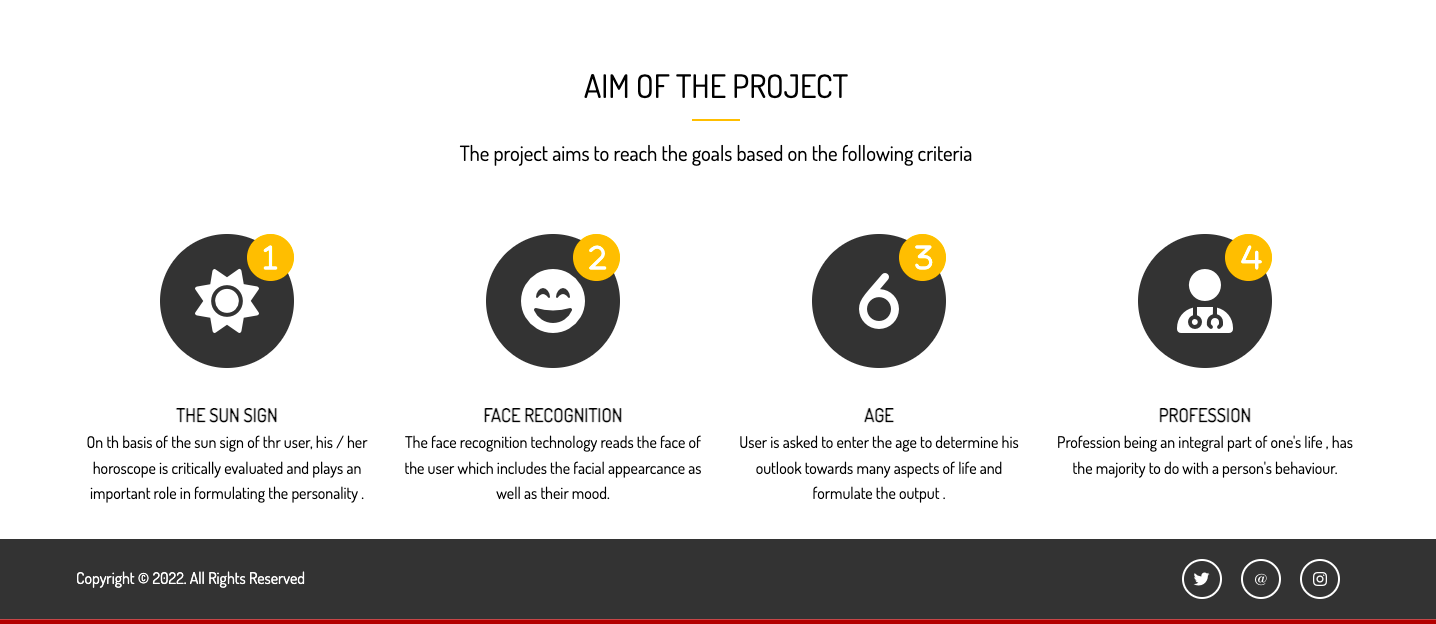 AIM OF THE PROJECT
The project aims to reach the goals based on the following criteria
1
2
6
3
4
THE SUN SIGN
On th basis of the sun sign of thr user, his / her
horoscope is critically evaluated and plays an
important role in formulating the personality .
FACE RECOGNITION
The face recognition technology reads the face of
the user which includes the facial appearcance as
well as their mood.
AGE
User is asked to enter the age to determine his
outlook towards many aspects of life and
formulate the output .
PROFESSION
Profession being an integral part of one's life , has
the majority to do with a person's behaviour.
Copyright © 2022. All Rights Reserved
@